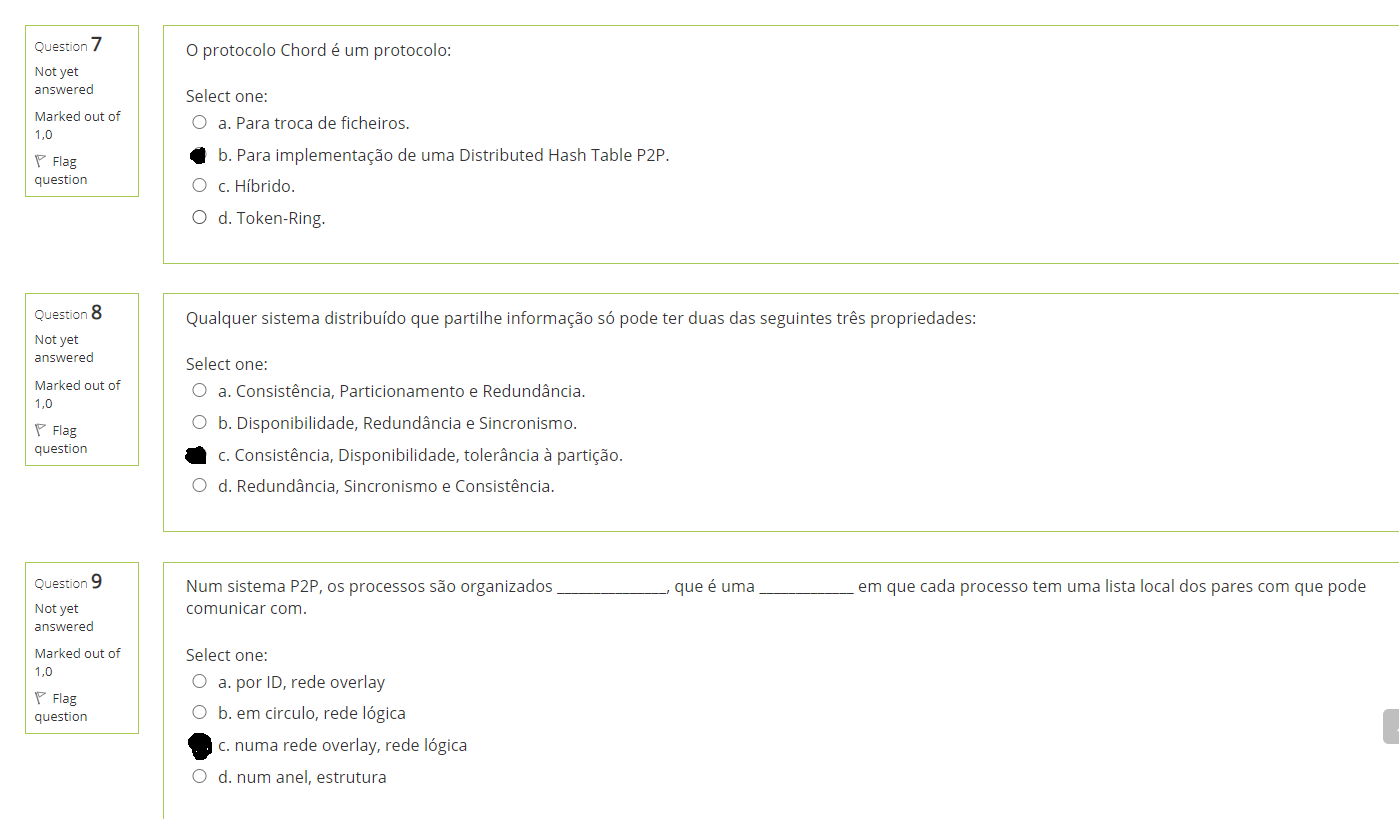 Question 7
Not yet
answered
Marked out of
1,0
Flag
question
O protocolo Chord é um protocolo:
Select one:
a. Para troca de ficheiros.
b. Para implementação de uma Distributed Hash Table P2P.
c. Híbrido.
d. Token-Ring.
Question 8
Not yet
answered
Marked out of
1,0
Flag
question
Qualquer sistema distribuído que partilhe informação só pode ter duas das seguintes três propriedades:
Select one:
a. Consistência, Particionamento e Redundância.
b. Disponibilidade, Redundância e Sincronismo.
c. Consistência, Disponibilidade, tolerância à partição.
d. Redundância, Sincronismo e Consistência.
Question 9
Not yet
answered
Marked out of
1,0
Flag
question
Num sistema P2P, os processos são organizados _______________, que é uma _____________ em que cada processo tem uma lista local dos pares com que pode
comunicar com.
Select one:
a. por ID, rede overlay
b. em circulo, rede lógica
c. numa rede overlay, rede lógica
d. num anel, estrutura